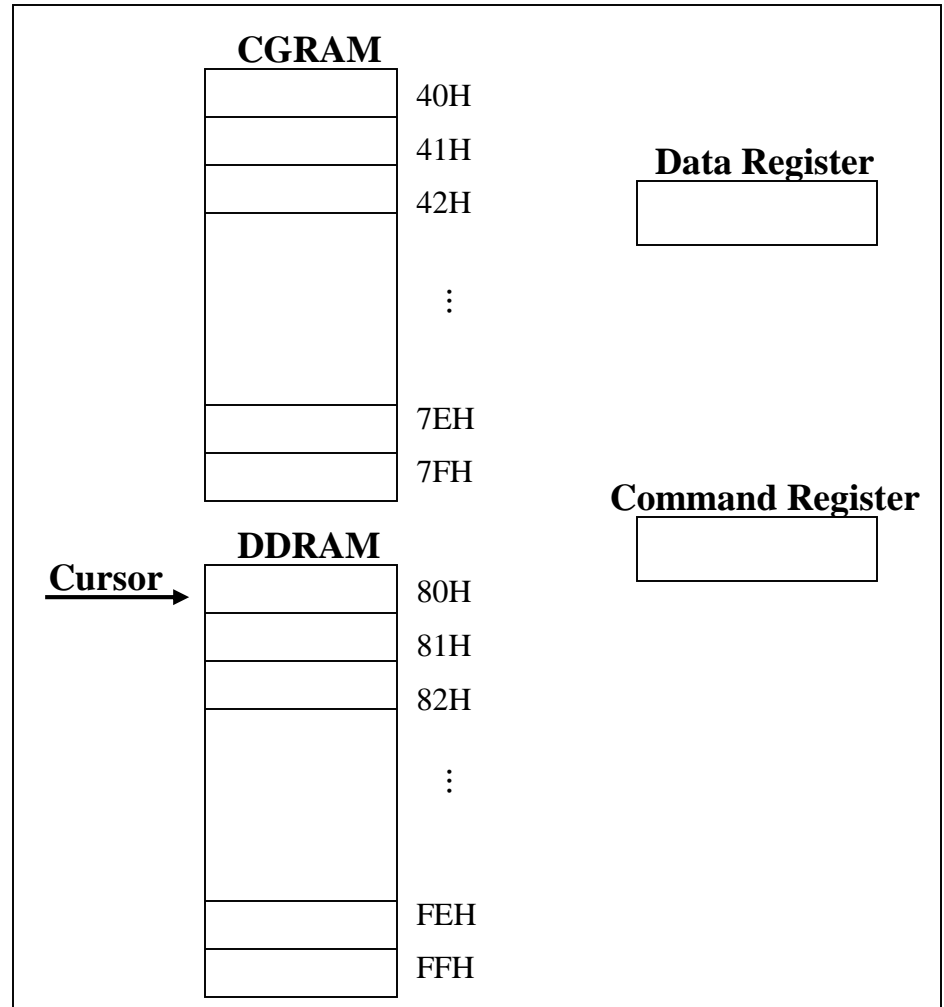 CGRAM
40H
41H
42H
⋮
7EH
7FH
Data Register
Command Register
DDRAM
Cursor
80H
81H
82H
⋮
FEH
FFH